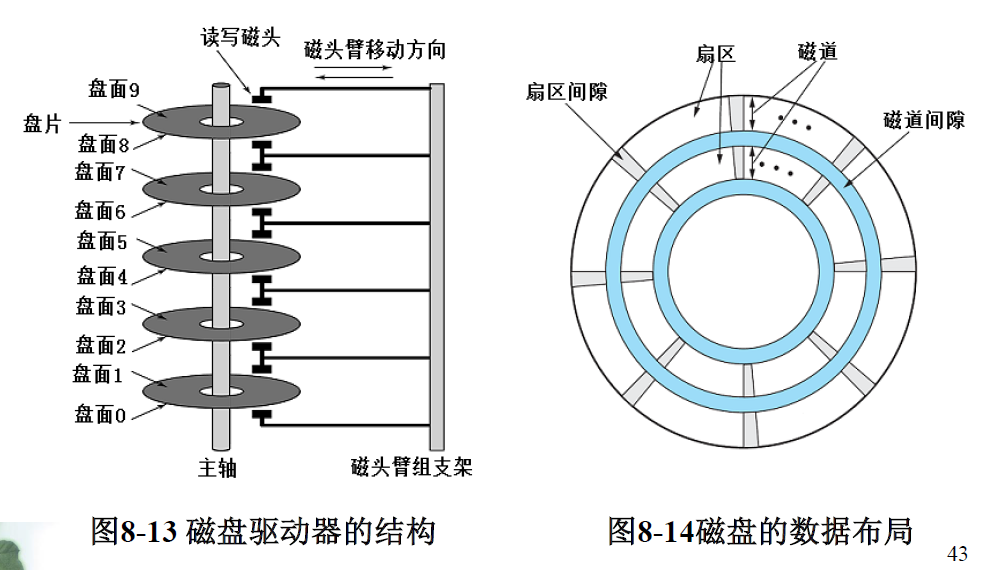 读写磁头
磁头臂移动方向
盘面9
盘片
盘面8
盘面7
盘面6
盘面5
盘面4
盘面3
盘面2
盘面1
盘面0
主轴
磁头臂组支架
图8-13 磁盘驱动器的结构
扇区
磁道
扇区间隙
磁道间隙
图8-14磁盘的数据布局
43